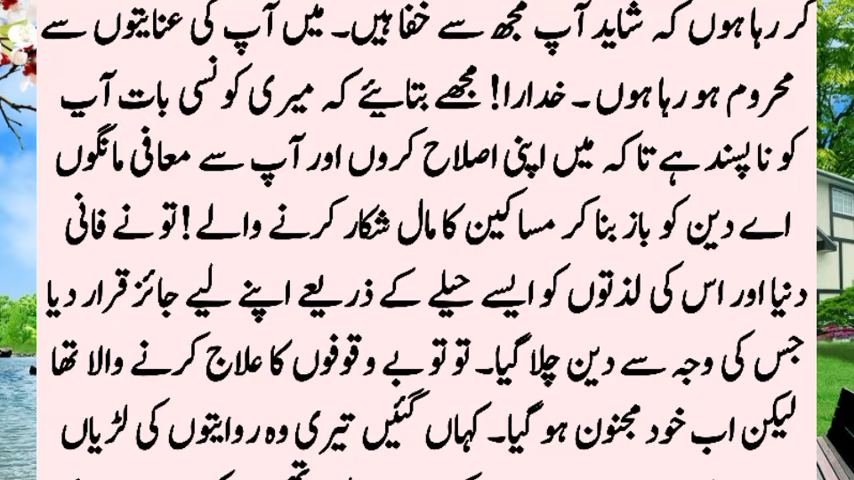 کر رہا ہوں کہ شاید آپ مجھ سے خفا ہیں۔ میں آپ کی عنایتوں سے
محروم ہو رہا ہوں۔ خدارا! مجھے بتایئے کہ میری کونسی بات آپ
کو نا پسند ہے تا کہ میں اپنی اصلاح کروں اور آپ سے معافی مانگوں
اے دین کو باز بنا کر مساکین کا مال شکار کرنے والے! تو نے فانی
دنیا اور اس کی لذتوں کو ایسے حیلے کے ذریعے اپنے لیے جائز قرار دیا
جس کی وجہ سے دین چلا گیا۔ تو تو بے وقوفوں کا علاج کرنے والا تھا
لیکن اب خود مجنون ہو گیا۔ کہاں گئیں تیری وہ روایتوں کی لڑیاں